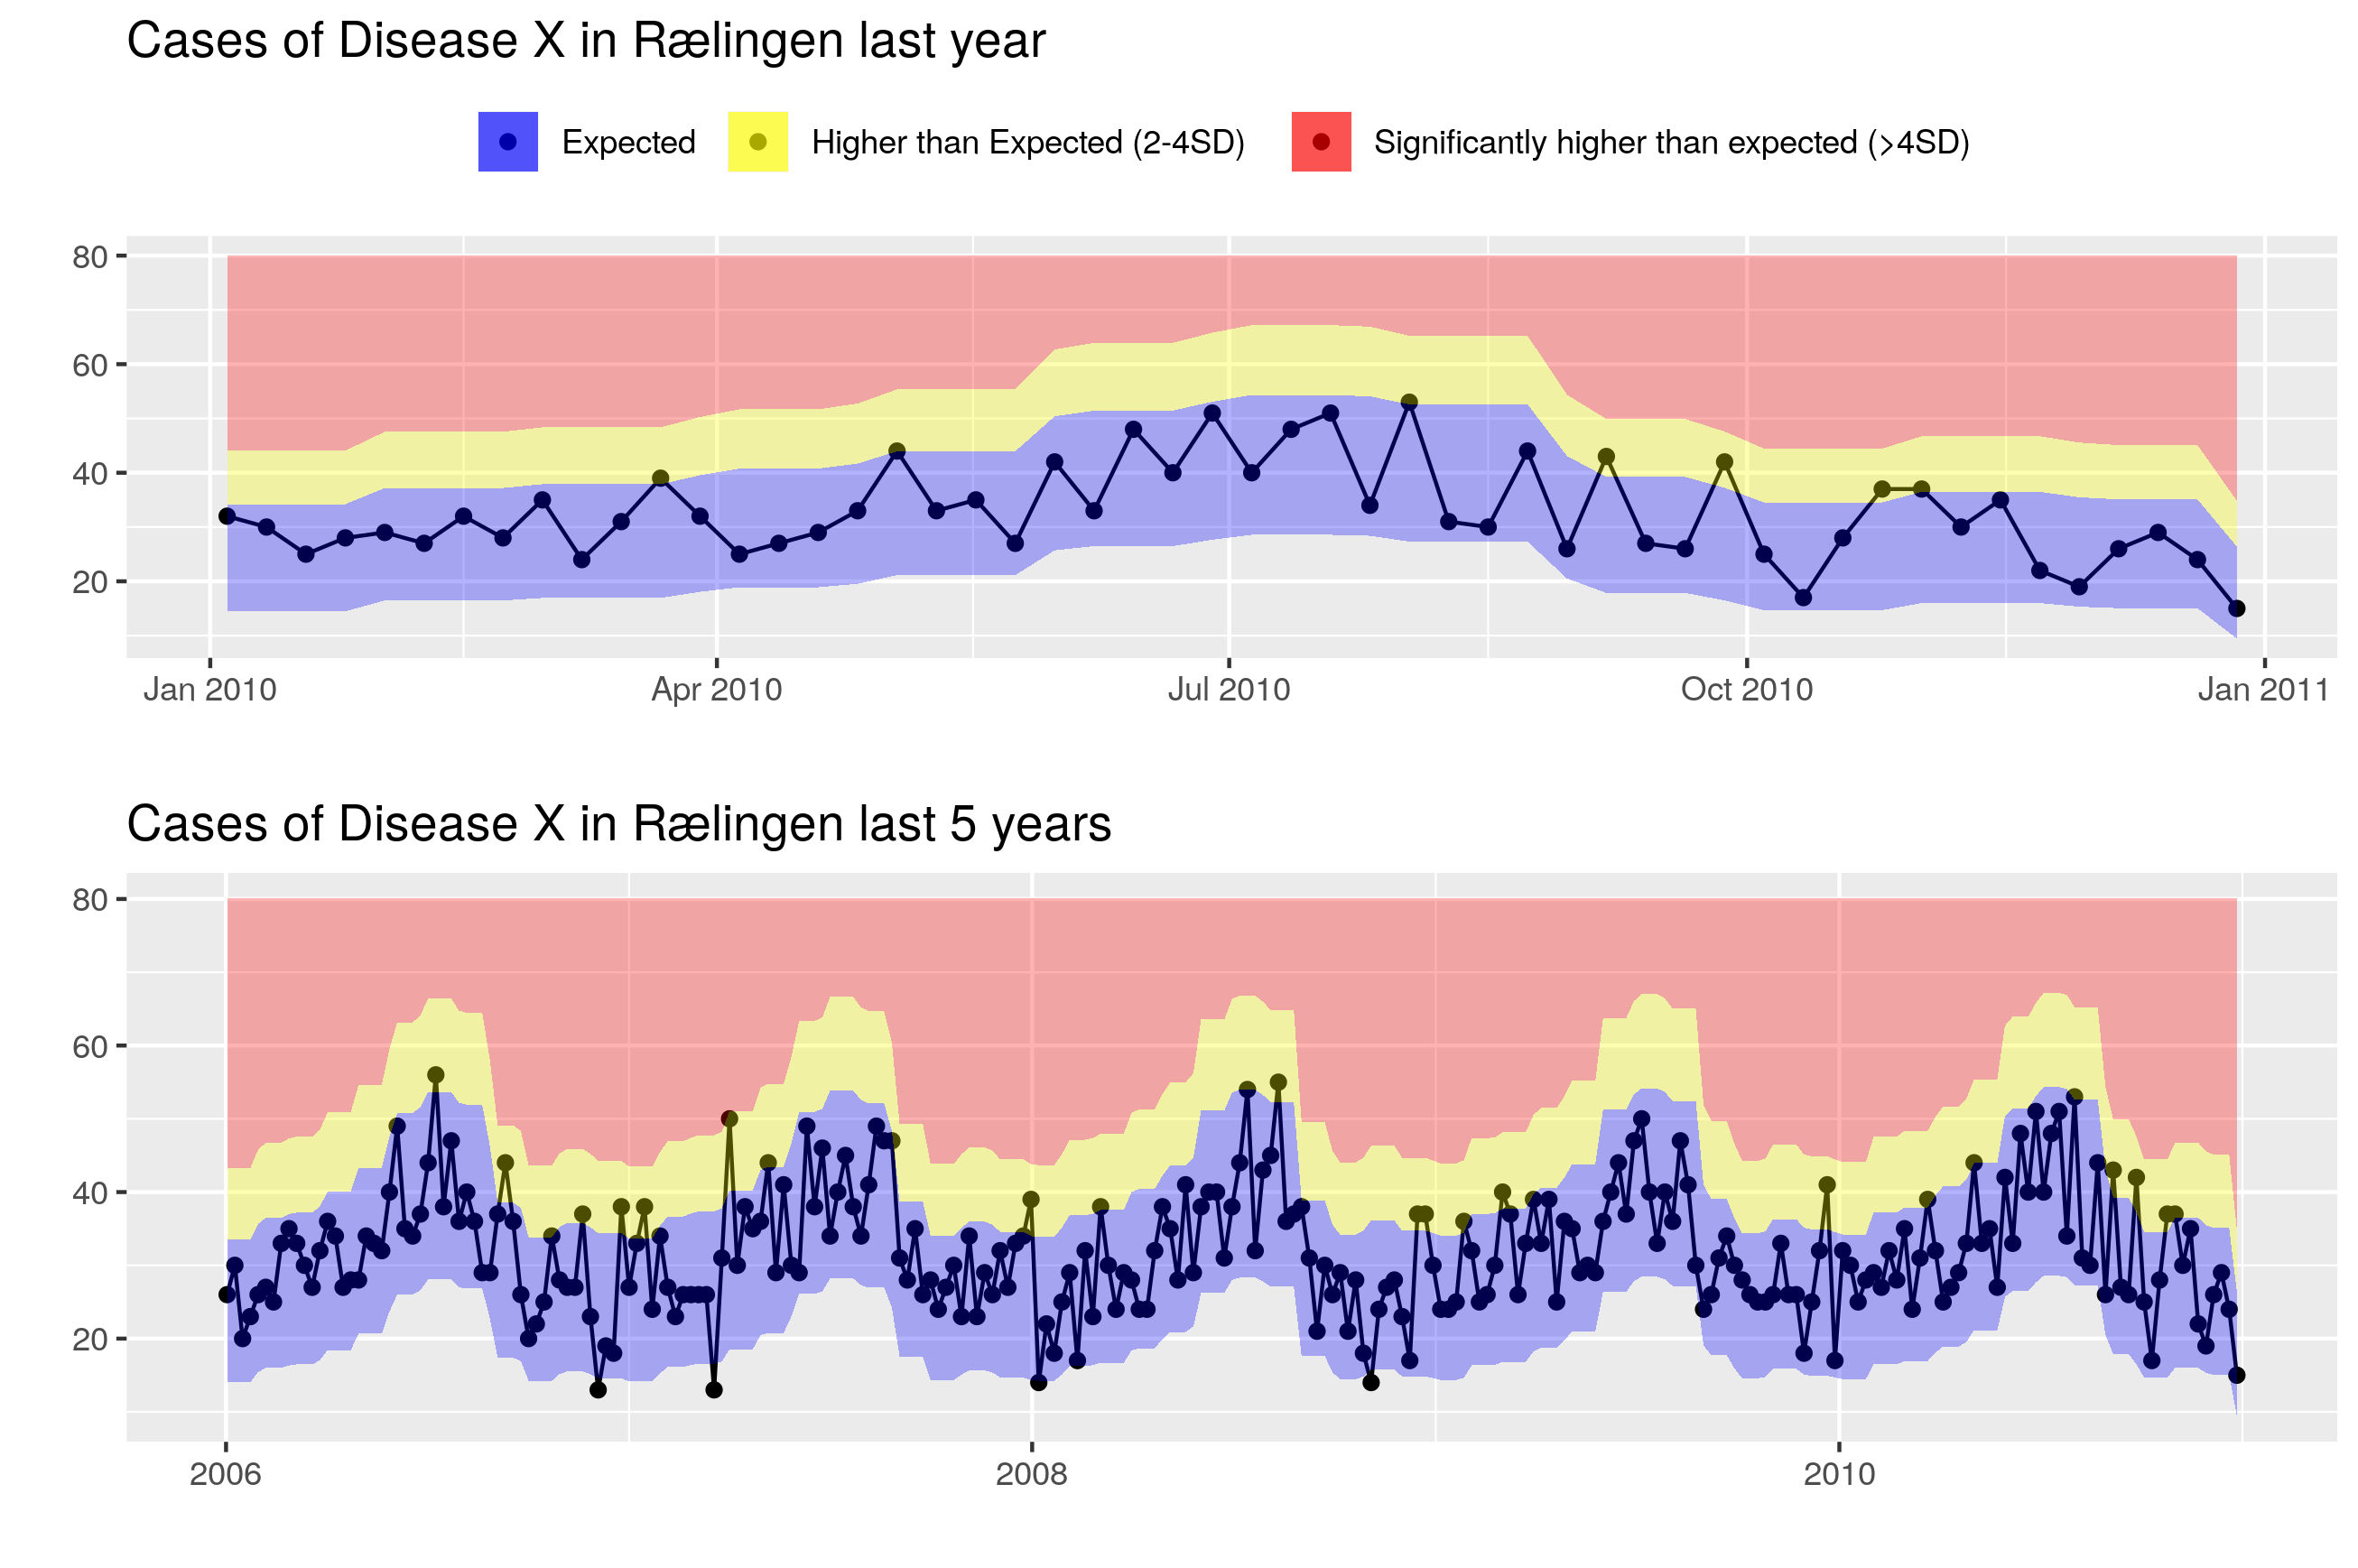 Cases of Disease X in Rælingen last year
Expected Higher than Expected (2-4SD) Significantly higher than expected (>4SD)
80
60
40
20
Jan 2010 Apr 2010 Jul 2010 Oct 2010 Jan 2011
Cases of Disease X in Rælingen last 5 years
80
60
40
20
2006 2008 2010